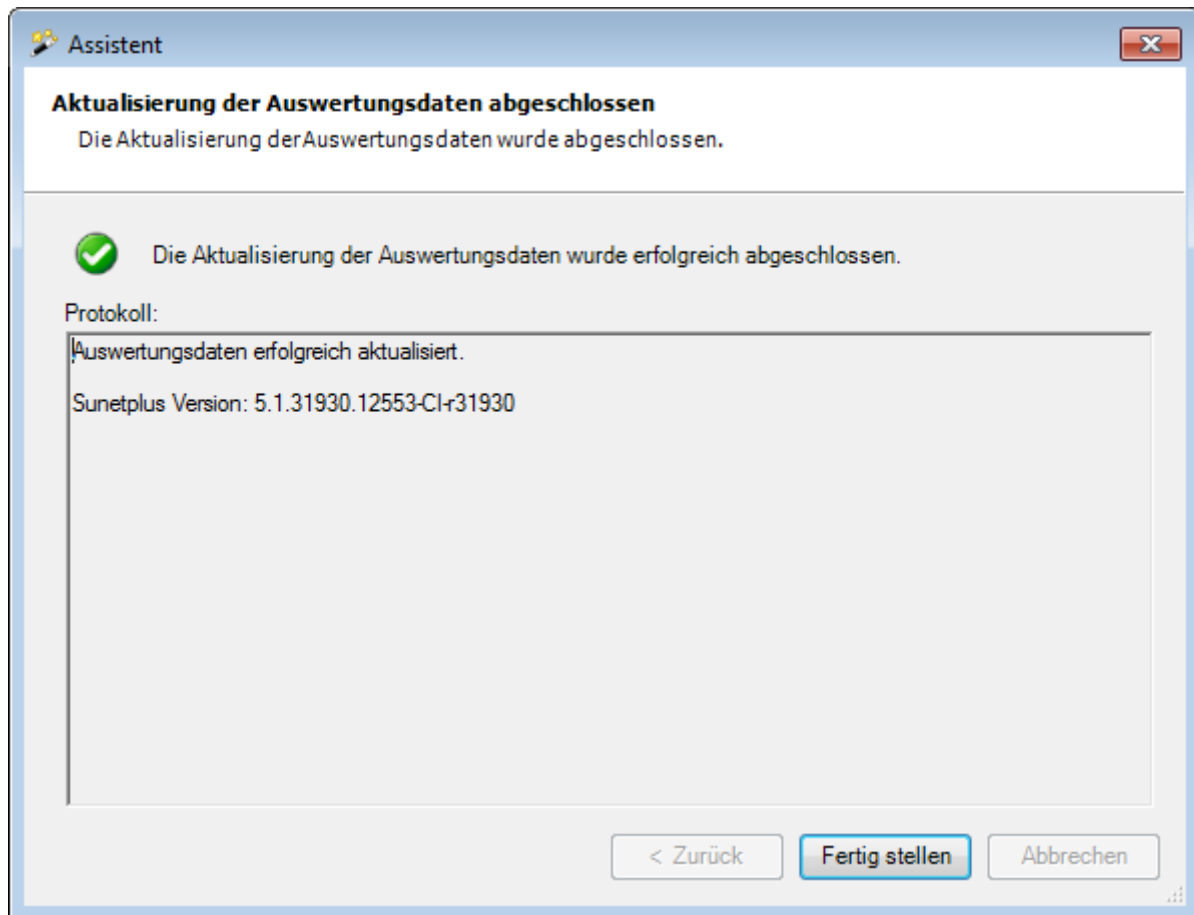 Assistent
Aktualisierung der Auswertungsdaten abgeschlossen
Die Aktualisierung der Auswertungsdaten wurde abgeschlossen.
Die Aktualisierung der Auswertungsdaten wurde erfolgreich abgeschlossen.
Protokoll:
Auswertungsdaten erfolgreich aktualisiert.
Sunetplus Version: 5.1.31930.12553-CI-r31930
< Zurück
Fertig stellen
Abbrechen